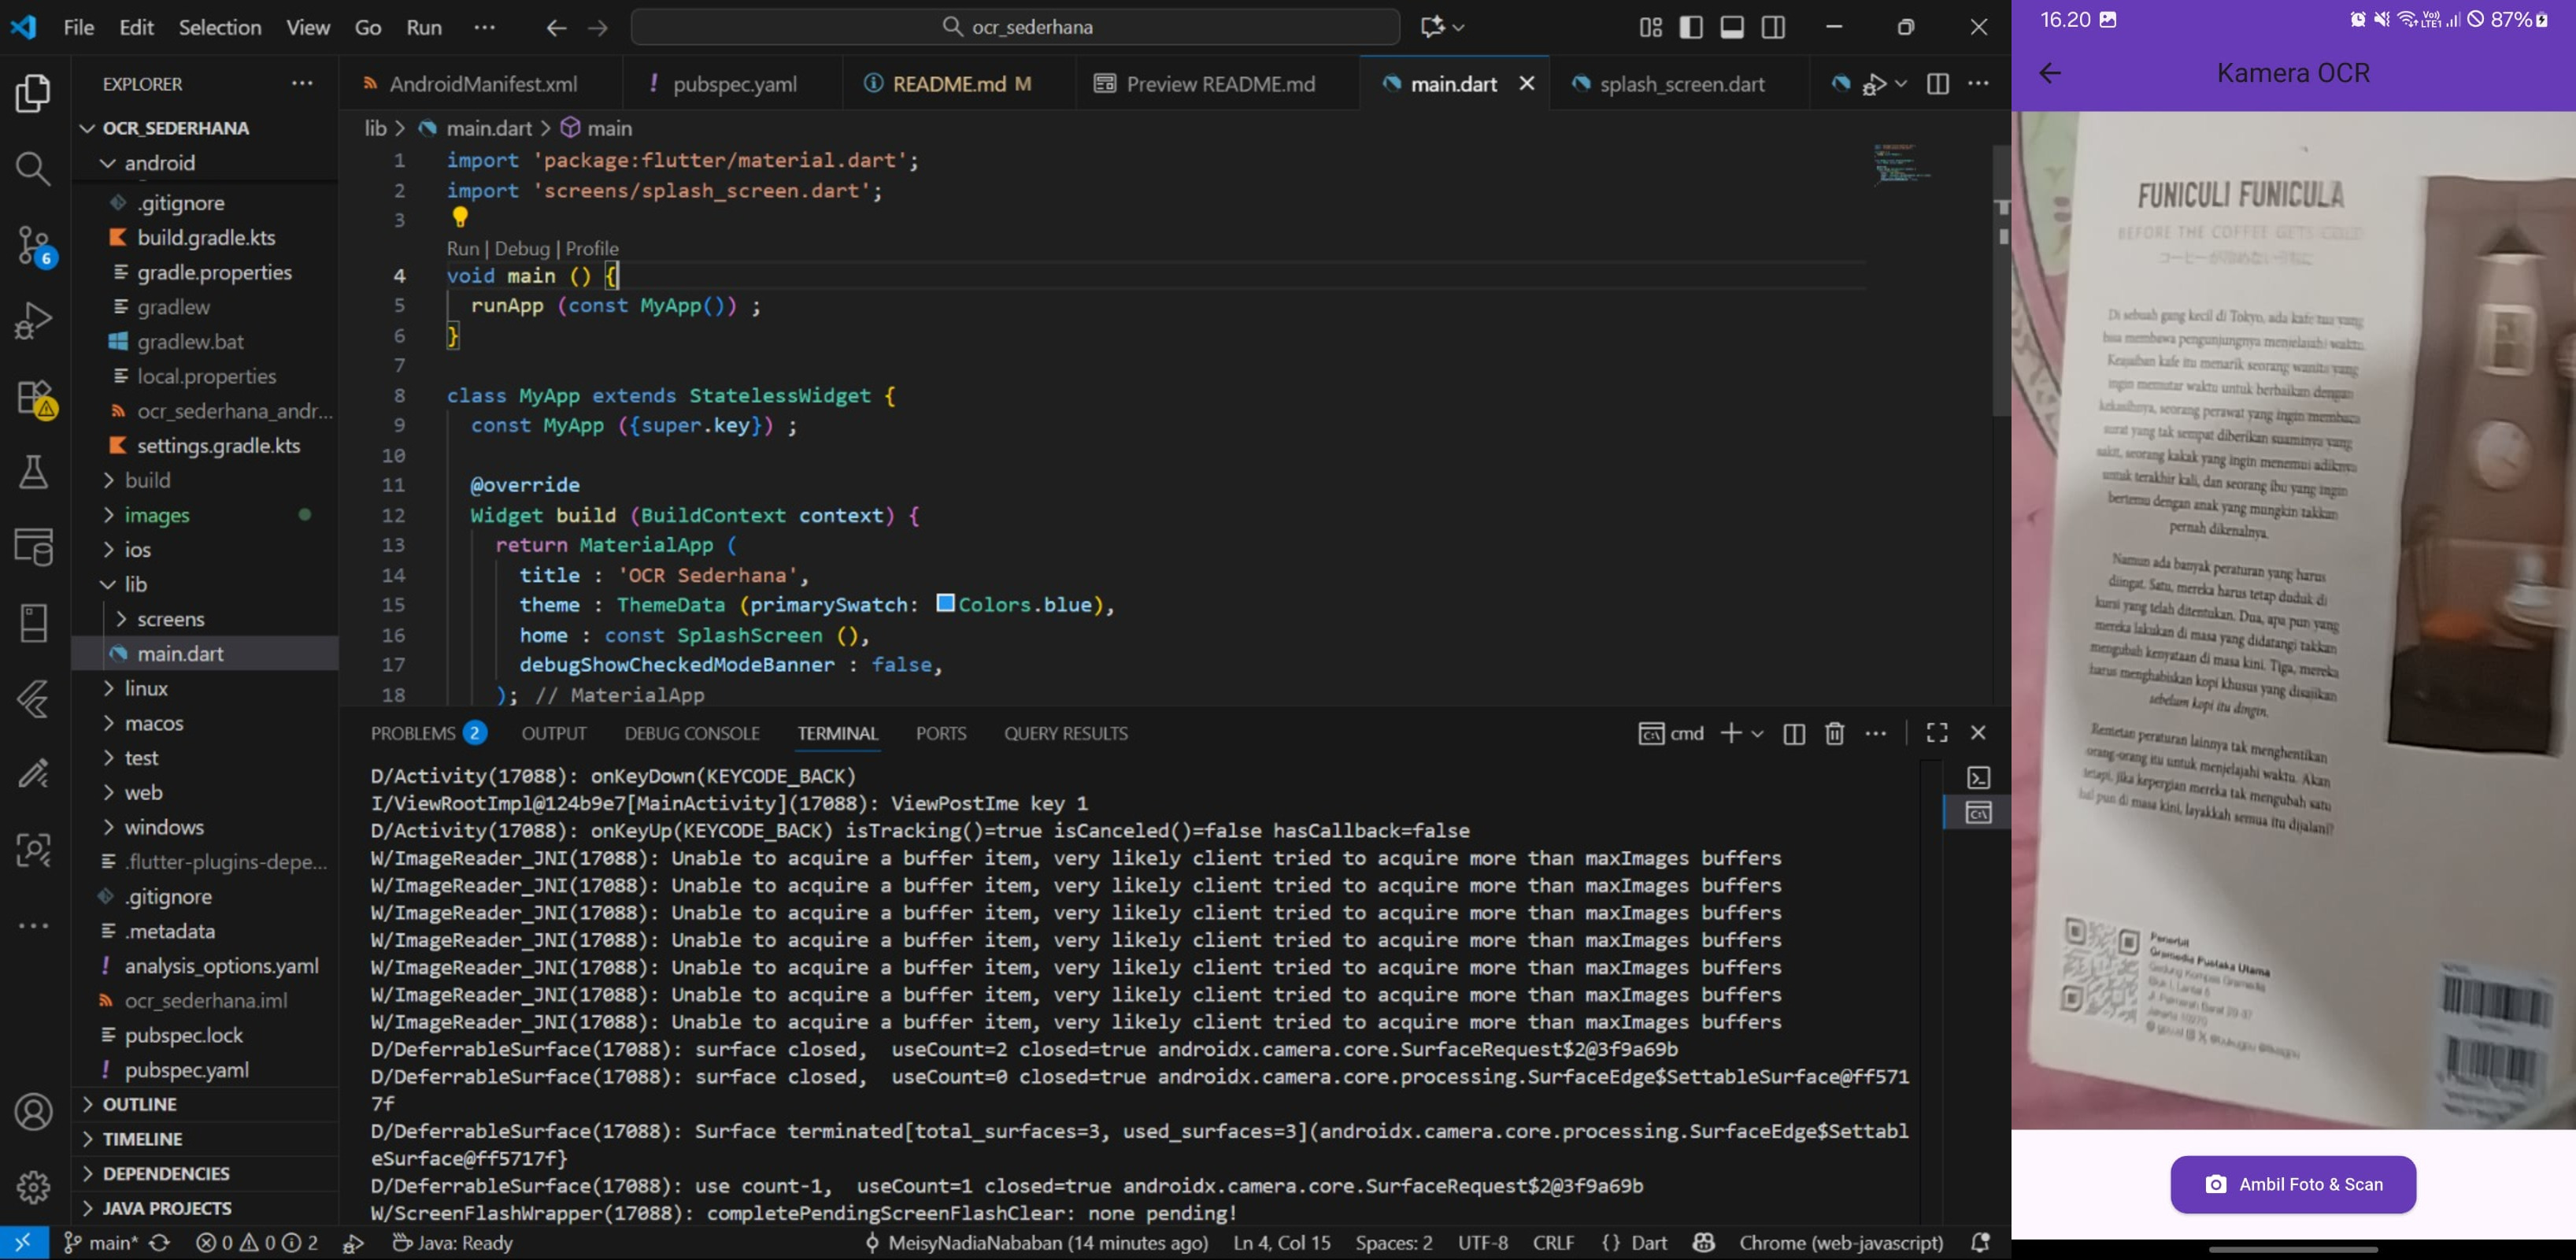 File Edit Selection View Go Run ...
ocr_sederhana
EXPLORER ...
OCR_SEDERHANA
android
.gitignore
build.gradle.kts
gradle.properties
gradlew
gradlew.bat
local.properties
ocr_sederhana_andr...
settings.gradle.kts
build
images
ios
lib
screens
main.dart
linux
macos
test
web
windows
.flutter-plugins-depe...
.gitignore
.metadata
analysis_options.yaml
ocr_sederhana.iml
pubspec.lock
pubspec.yaml
OUTLINE
TIMELINE
DEPENDENCIES
JAVA PROJECTS
6
AndroidManifest.xml
pubspec.yaml
README.md M
Preview README.md
main.dart
splash_screen.dart
lib > main.dart > main
1 import 'package:flutter/material.dart';
2 import 'screens/splash_screen.dart';
3
Run | Debug | Profile
4 void main () {
5 runApp (const MyApp()) ;
6 }
7
8 class MyApp extends StatelessWidget {
9 const MyApp ({super.key}) ;
10
11 @override
12 Widget build (BuildContext context) {
13 return MaterialApp (
14 title : 'OCR Sederhana',
15 theme : ThemeData (primarySwatch: Colors.blue),
16 home : const SplashScreen (),
17 debugShowCheckedModeBanner : false,
18 ); // MaterialApp
PROBLEMS 2 OUTPUT DEBUG CONSOLE TERMINAL PORTS QUERY RESULTS
cmd
D/Activity(17088): onKeyDown(KEYCODE_BACK)
I/ViewRootImpl@124b9e7[MainActivity](17088): ViewPostIme key 1
D/Activity(17088): onKeyUp(KEYCODE_BACK) isTracking()=true isCanceled()=false hasCallback=false
W/ImageReader_JNI(17088): Unable to acquire a buffer item, very likely client tried to acquire more than maxImages buffers
W/ImageReader_JNI(17088): Unable to acquire a buffer item, very likely client tried to acquire more than maxImages buffers
W/ImageReader_JNI(17088): Unable to acquire a buffer item, very likely client tried to acquire more than maxImages buffers
W/ImageReader_JNI(17088): Unable to acquire a buffer item, very likely client tried to acquire more than maxImages buffers
W/ImageReader_JNI(17088): Unable to acquire a buffer item, very likely client tried to acquire more than maxImages buffers
W/ImageReader_JNI(17088): Unable to acquire a buffer item, very likely client tried to acquire more than maxImages buffers
W/ImageReader_JNI(17088): Unable to acquire a buffer item, very likely client tried to acquire more than maxImages buffers
D/DeferrableSurface(17088): surface closed, useCount=2 closed=true androidx.camera.core.SurfaceRequest$2@3f9a69b
D/DeferrableSurface(17088): surface closed, useCount=0 closed=true androidx.camera.core.processing.SurfaceEdge$SettableSurface@ff571
7f
D/DeferrableSurface(17088): Surface terminated[total_surfaces=3, used_surfaces=3](androidx.camera.core.processing.SurfaceEdge$Settabl
eSurface@ff5717f}
D/DeferrableSurface(17088): use count-1, useCount=1 closed=true androidx.camera.core.SurfaceRequest$2@3f9a69b
W/ScreenFlashWrapper(17088): completePendingScreenFlashClear: none pending!
main* 0 0 2 Java: Ready
MeisyNadiaNababan (14 minutes ago) Ln 4, Col 15 Spaces: 2 UTF-8 CRLF {} Dart Chrome (web-javascript)
16.20
87%
Kamera OCR
FUNICULI FUNICULA
BEFORE THE COFFEE GETS COLD
Di sebuah gang kecil di Tokyo, ada kafe tua yang
bisa membawa pengunjungnya menjelajahi waktu.
Keajaiban kafe itu menarik seorang wanita yang
ingin memutar waktu untuk berbaikan dengan
kekasihnya, seorang perawat yang ingin membaca
surat yang tak sempat diberikan suaminya yang
sakit, seorang kakak yang ingin menemui adiknya
untuk terakhir kali, dan seorang ibu yang ingin
bertemu dengan anak yang mungkin takkan
pernah dikenalnya.
Namun ada banyak peraturan yang harus
diingat. Satu, mereka harus tetap duduk di
kursi yang telah ditentukan. Dua, apa pun yang
mereka lakukan di masa yang didatangi takkan
mengubah kenyataan di masa kini. Tiga, mereka
harus menghabiskan kopi khusus yang disajikan
sebelum kopi itu dingin.
Rentetan peraturan lainnya tak menghentikan
orang-orang itu untuk menjelajahi waktu. Akan
tetapi, jika kepergian mereka tak mengubah satu
hal pun di masa kini, layakkah semua itu dijalani?
Penerbit
Gramedia Pustaka Utama
Gedung Kompas Gramedia
Ambil Foto & Scan